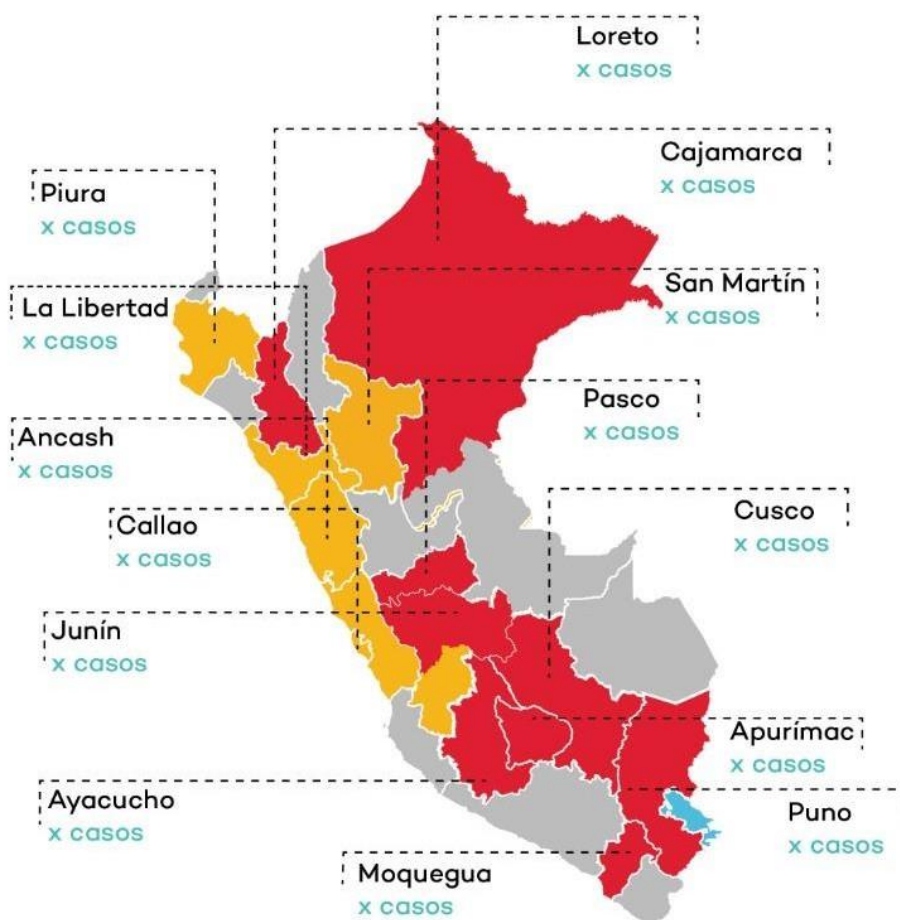 Loreto
x casos
Cajamarca
x casos
Piura
x casos
San Martín
x casos
La Libertad
x casos
Pasco
x casos
Ancash
x casos
Cusco
x casos
Callao
x casos
Junín
x casos
Apurímac
x casos
Ayacucho
x casos
Puno
x casos
Moquegua
x casos